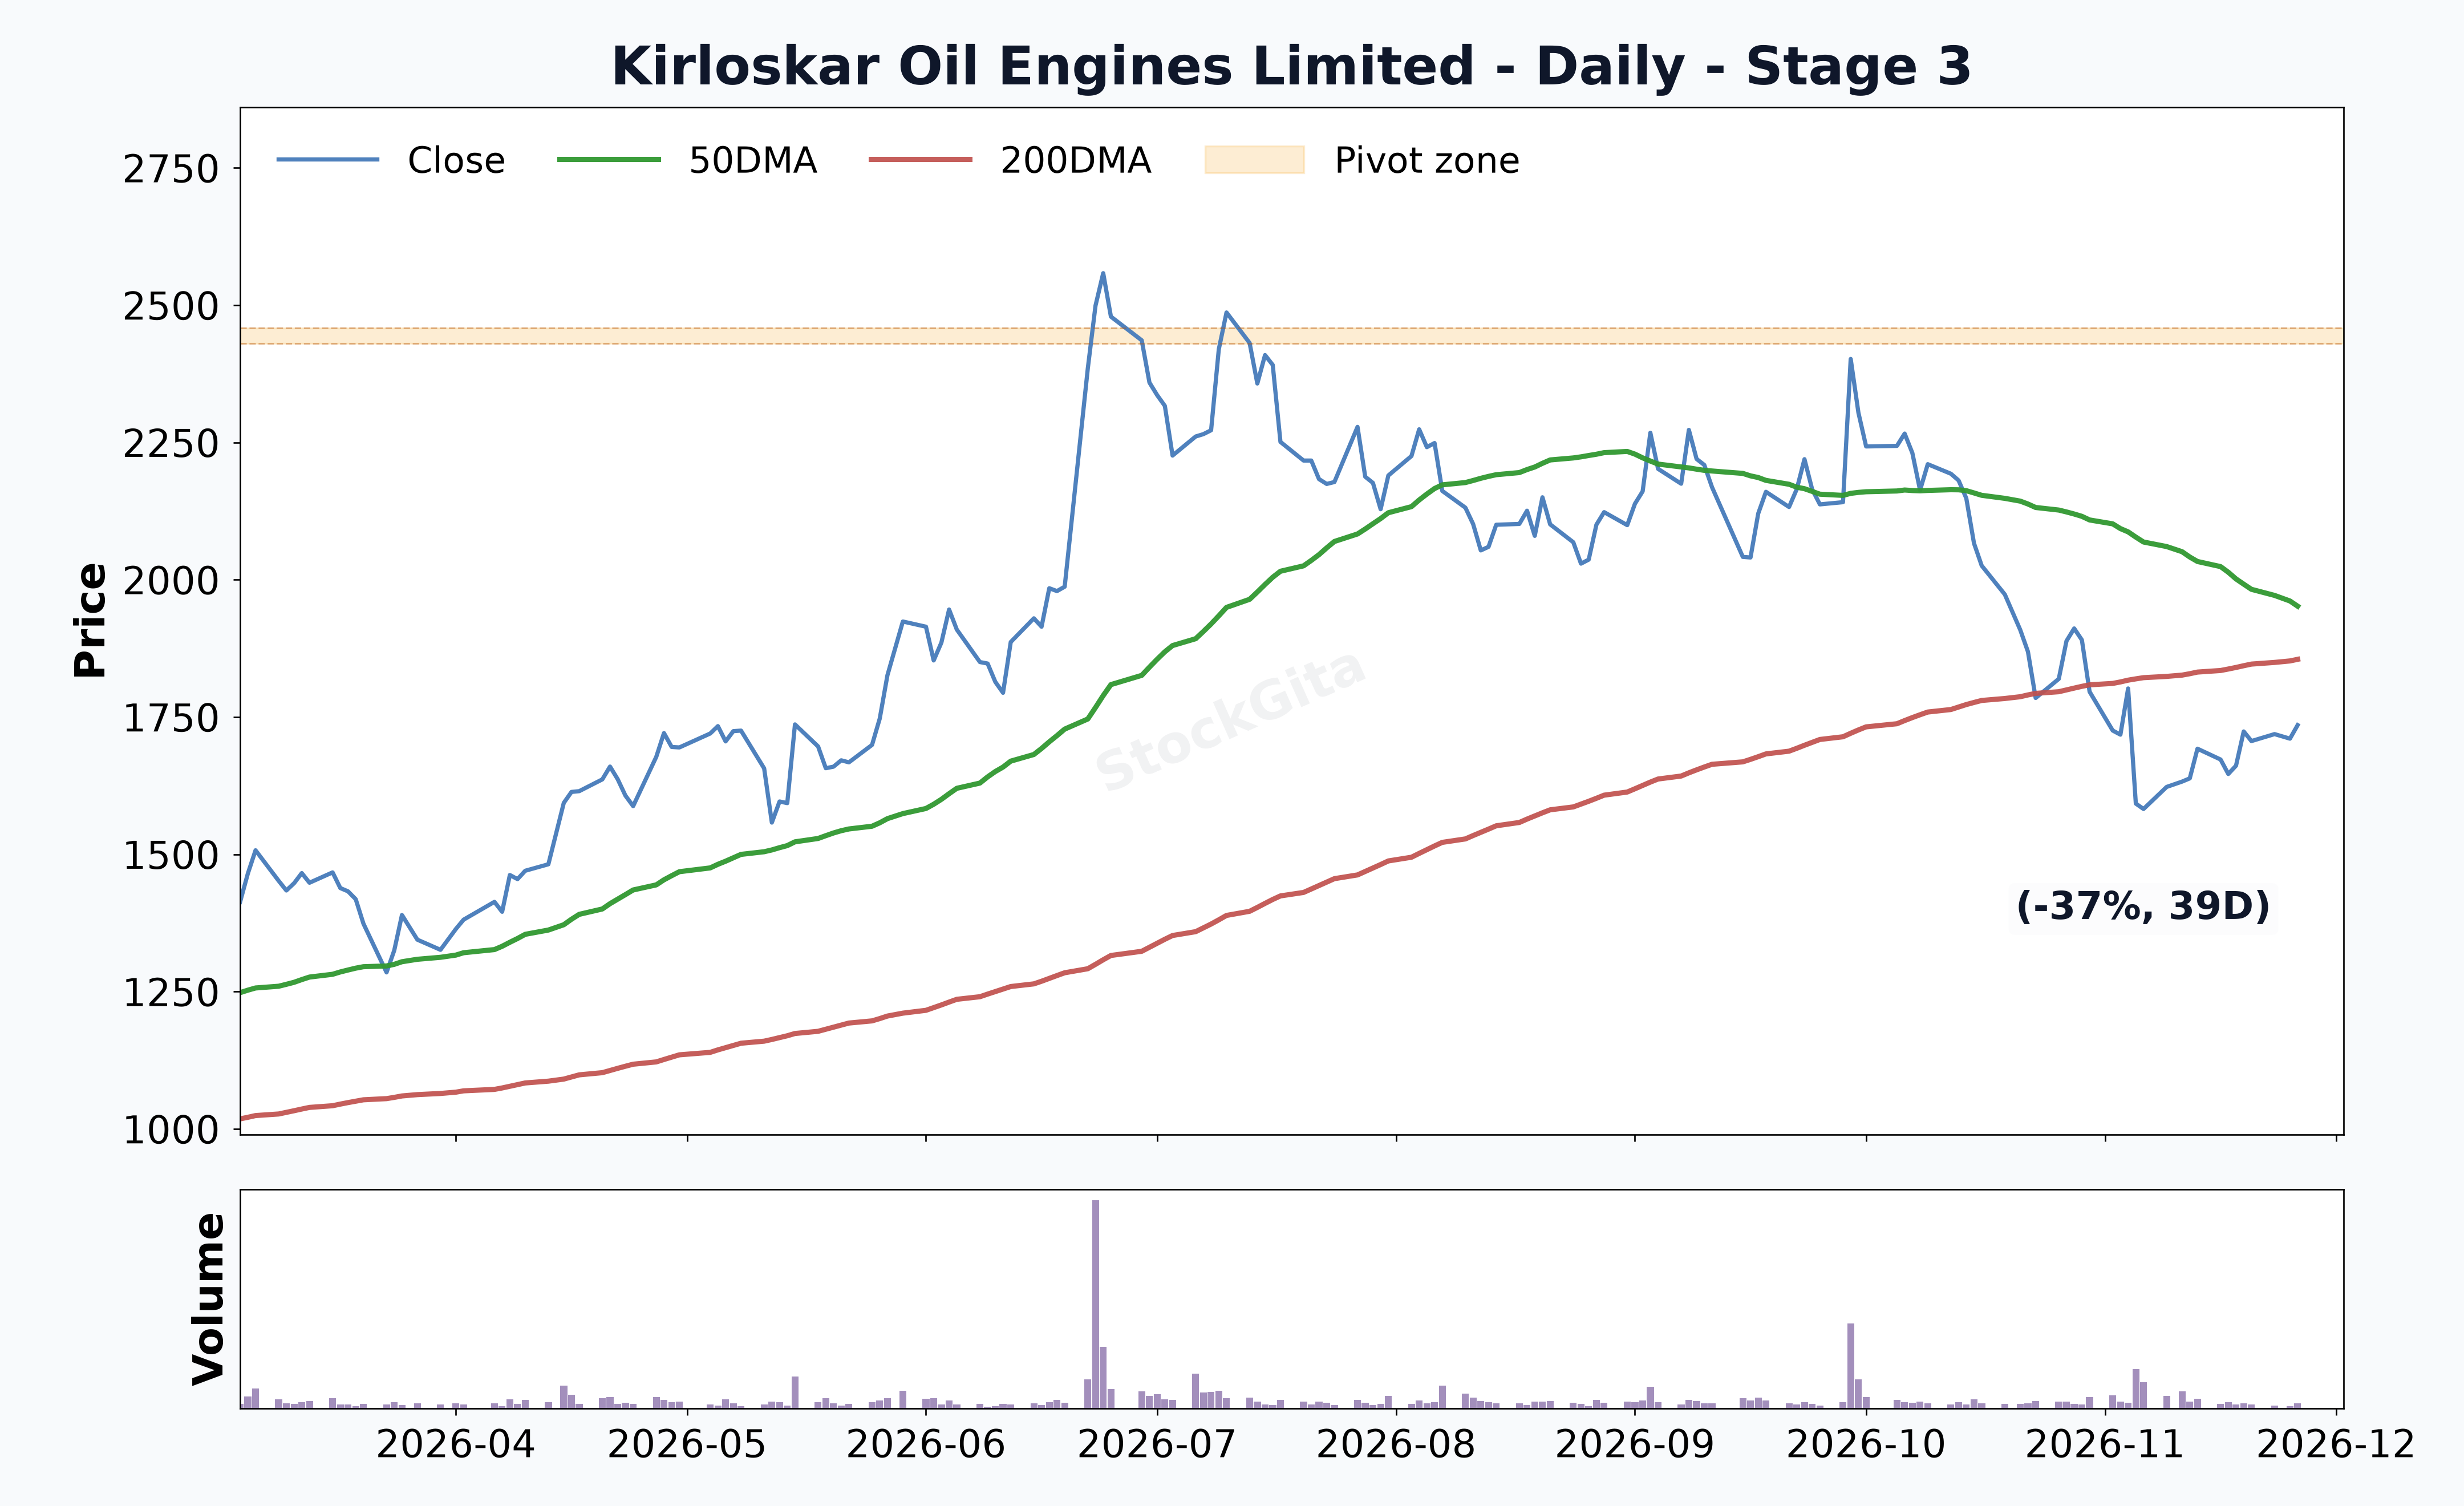 Kirloskar Oil Engines Limited - Daily - Stage 3
Close 50DMA 200DMA Pivot zone
2750
2500
2250
2000
1750
1500
1250
1000
Price
StockGita
(-37%, 39D)
Volume
2026-04 2026-05 2026-06 2026-07 2026-08 2026-09 2026-10 2026-11 2026-12